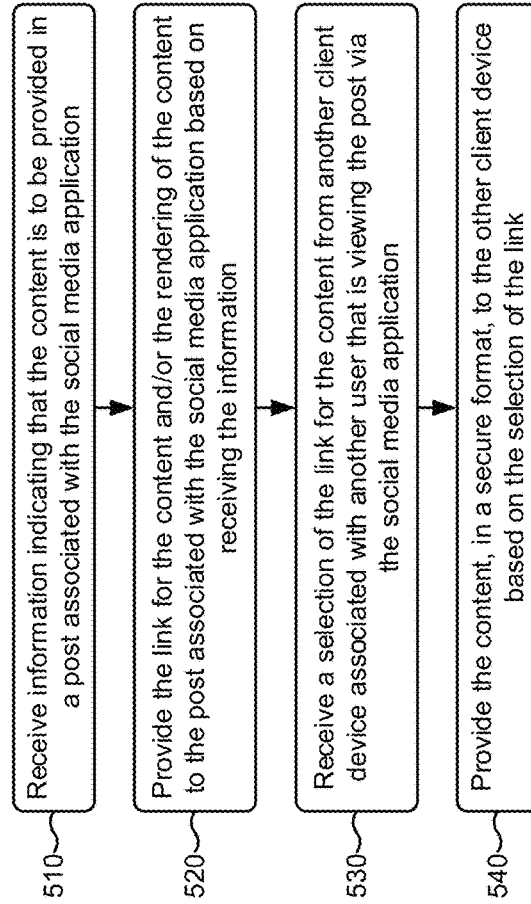 510
Receive information indicating that the content is to be provided in
a post associated with the social media application
520
Provide the link for the content and/or the rendering of the content
to the post associated with the social media application based on
receiving the information
530
Receive a selection of the link for the content from another client
device associated with another user that is viewing the post via
the social media application
540
Provide the content, in a secure format, to the other client device
based on the selection of the link